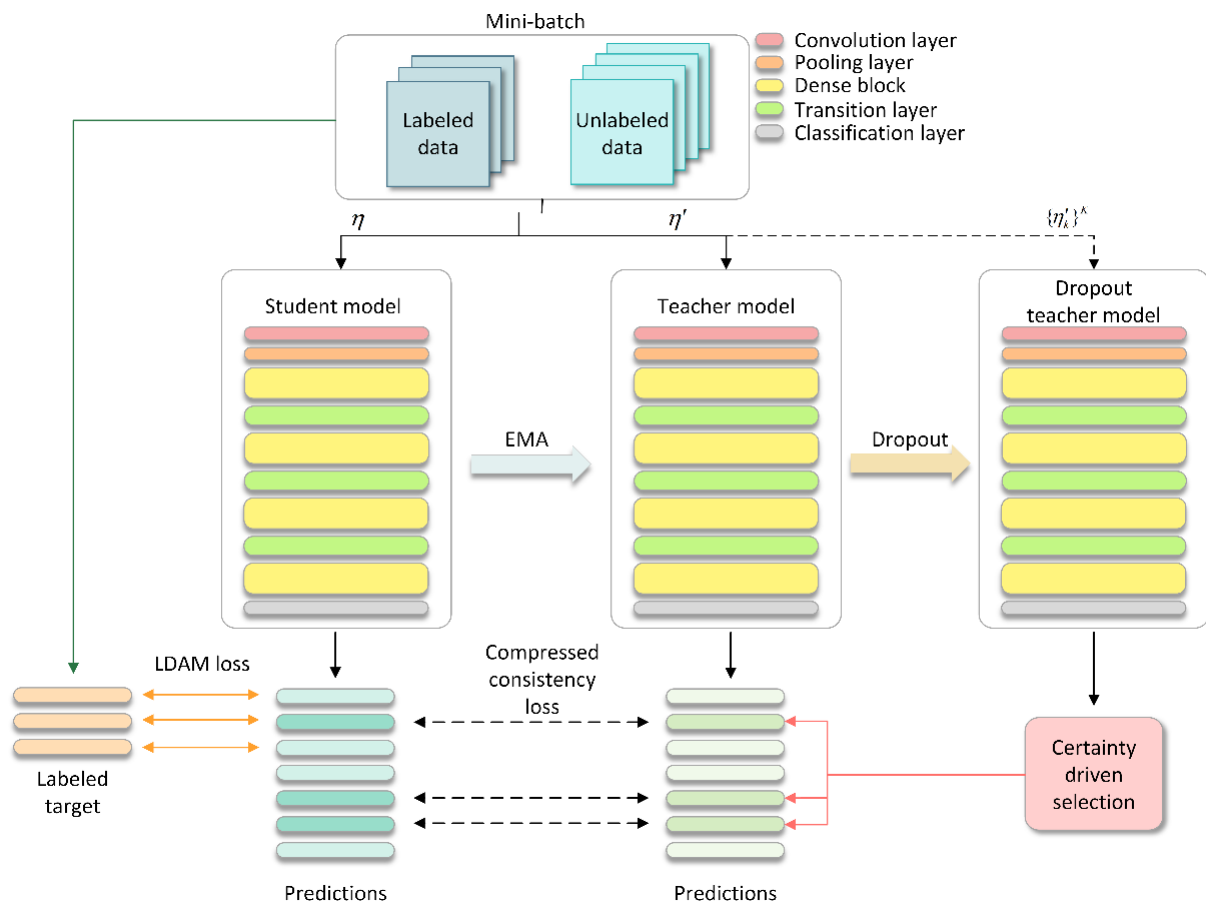 Mini-batch
Labeled
data
Unlabeled
data
Convolution layer
Pooling layer
Dense block
Transition layer
Classification layer
η
η′
{η′ₖ}ᴷ
Student model
Teacher model
Dropout
teacher model
EMA
Dropout
LDAM loss
Compressed
consistency
loss
Labeled
target
Certainty
driven
selection
Predictions
Predictions